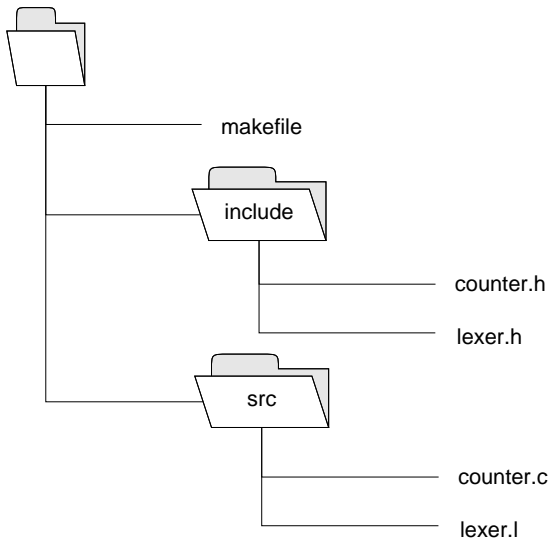 makefile
include
counter.h
lexer.h
src
counter.c
lexer.l